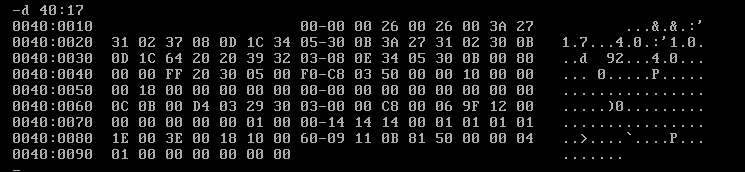 -d 40:17
0040:0010                       00-00 00 26 00 26 00 3A 27          ...&.&.:'
0040:0020  31 02 37 08 0D 1C 34 05-30 0B 3A 27 31 02 30 0B   1.7...4.0.:'1.0.
0040:0030  0D 1C 64 20 20 39 32 03-08 0E 34 05 30 0B 00 80   ..d  92...4.0...
0040:0040  00 00 FF 20 30 05 00 F0-C8 03 50 00 00 10 00 00   ... 0.....P.....
0040:0050  00 18 00 00 00 00 00 00-00 00 00 00 00 00 00 00   ................
0040:0060  0C 0B 00 D4 03 29 30 03-00 00 C8 00 06 9F 12 00   .....)0.........
0040:0070  00 00 00 00 00 01 00 00-14 14 14 00 01 01 01 01   ................
0040:0080  1E 00 3E 00 18 10 00 60-09 11 0B 81 50 00 00 04   ..>....`....P...
0040:0090  01 00 00 00 00 00 00                              .......